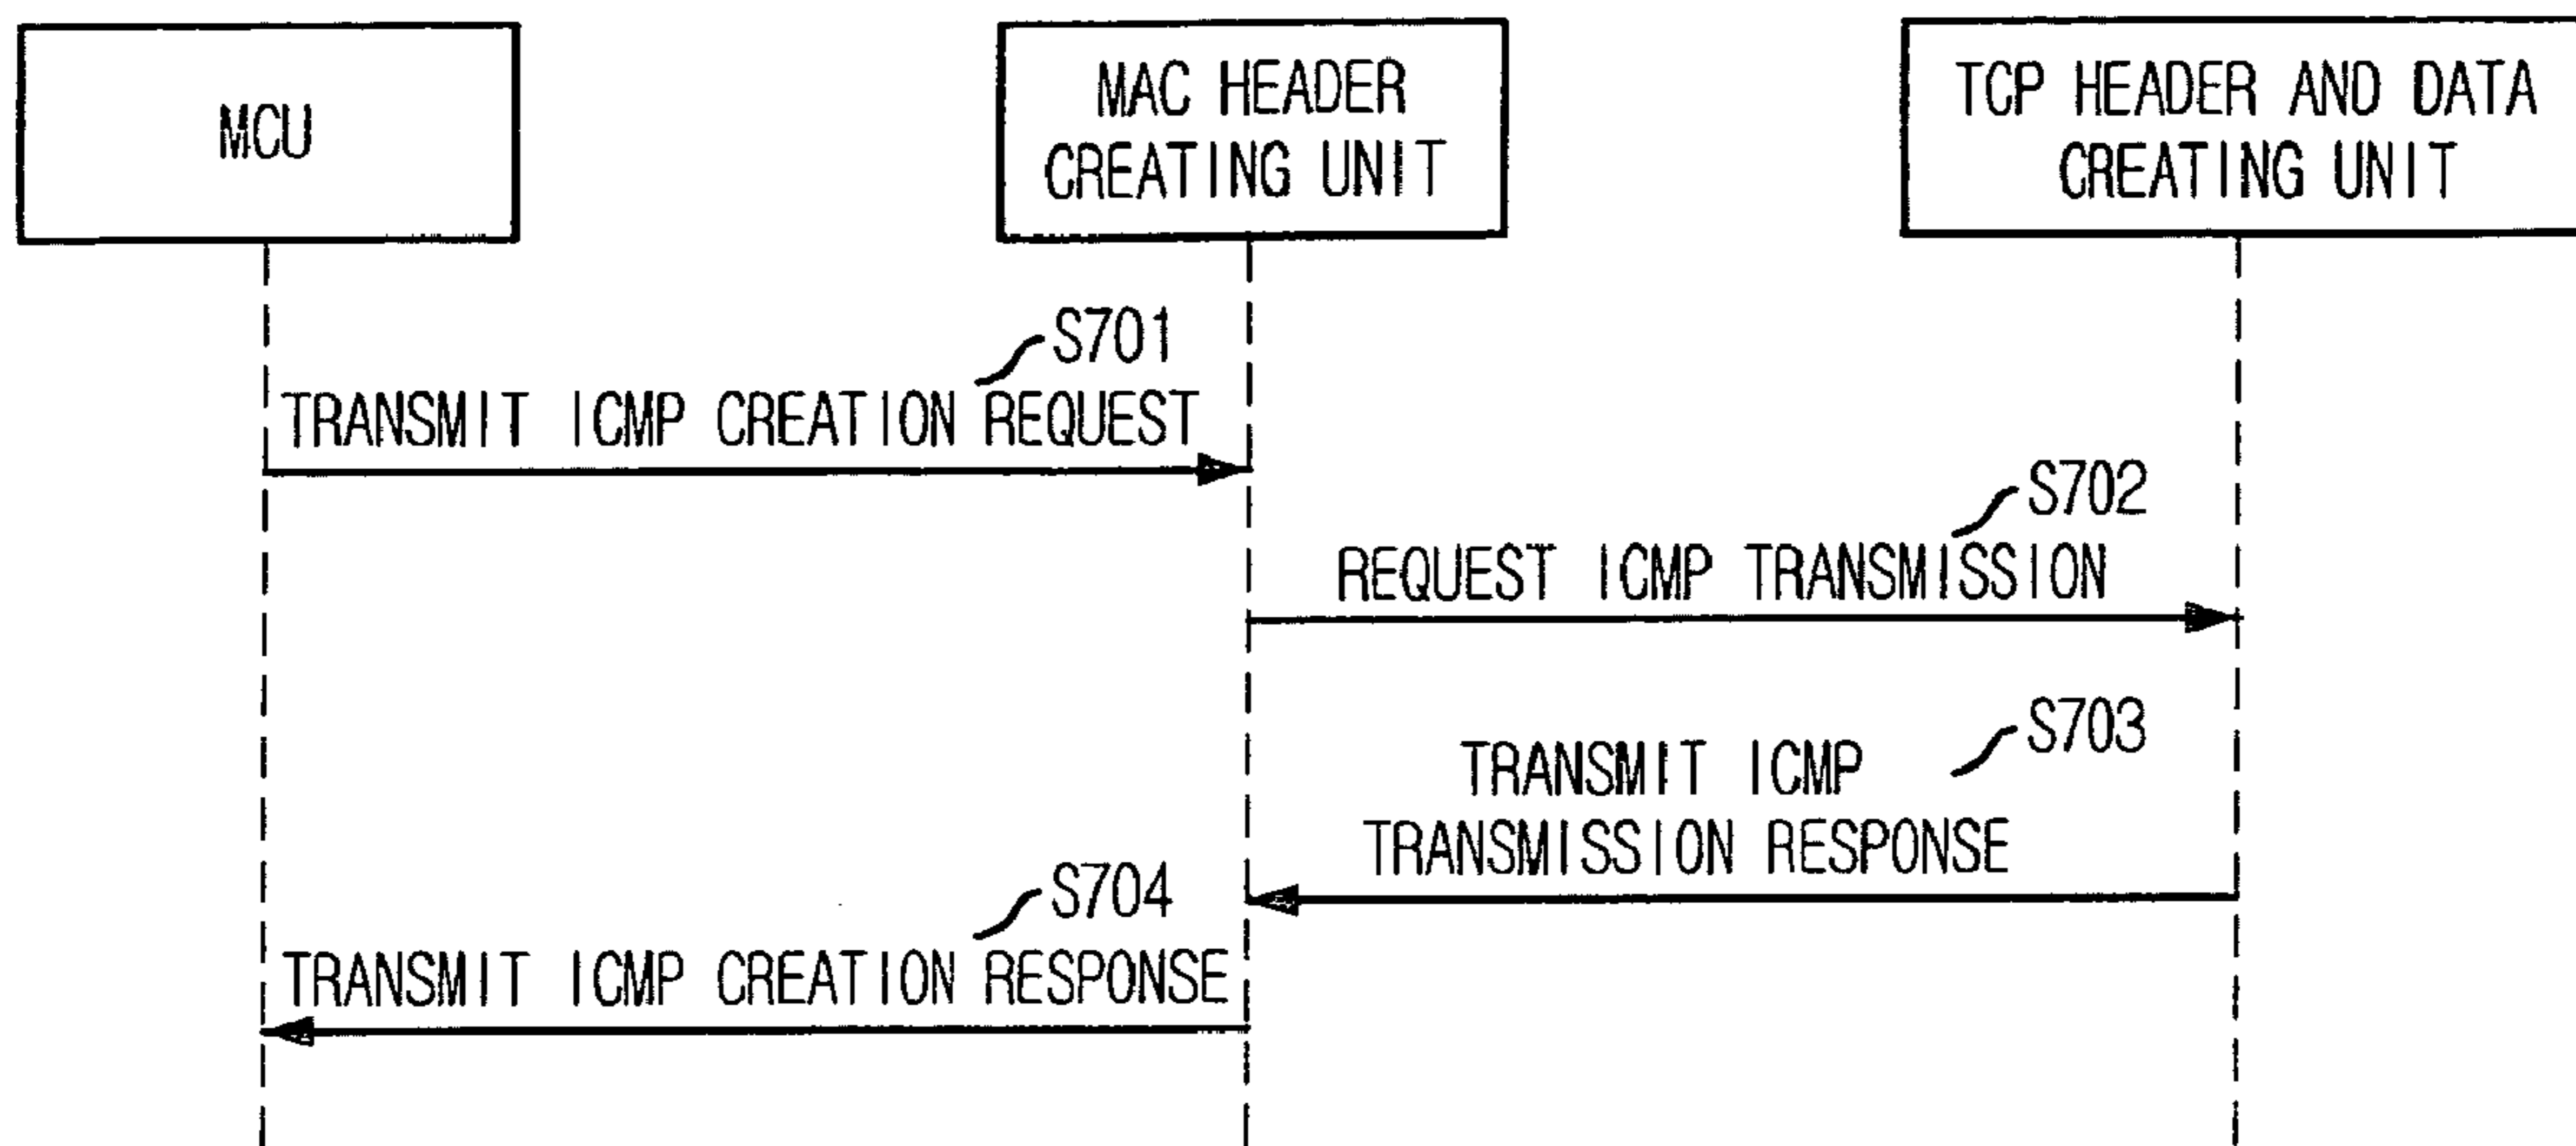 MCU
MAC HEADER
CREATING UNIT
TCP HEADER AND DATA
CREATING UNIT
S701
TRANSMIT ICMP CREATION REQUEST
S702
REQUEST ICMP TRANSMISSION
S703
TRANSMIT ICMP
TRANSMISSION RESPONSE
S704
TRANSMIT ICMP CREATION RESPONSE